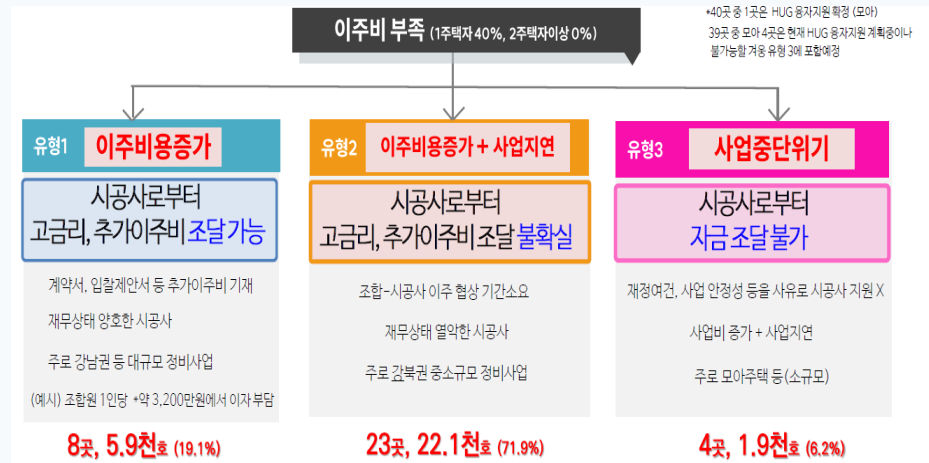 이주비 부족 (1주택자 40%, 2주택자이상 0%)
*40곳 중 1곳은 HUG 융자지원 확정 (모아)
39곳 중 모아 4곳은 현재 HUG 융자지원 계획중이나
불가능할 겨웅 유형 3에 포함예정
유형1 이주비용증가
시공사로부터
고금리, 추가이주비 조달 가능
계약서, 입찰제안서 등 추가이주비 기재
재무상태 양호한 시공사
주로 강남권 등 대규모 정비사업
(예시) 조합원 1인당 +약 3,200만원에서 이자 부담
8곳, 5.9천호 (19.1%)
유형2 이주비용증가 + 사업지연
시공사로부터
고금리, 추가이주비 조달 불확실
조합-시공사 이주 협상 기간소요
재무상태 열악한 시공사
주로 강북권 중소규모 정비사업
23곳, 22.1천호 (71.9%)
유형3 사업중단위기
시공사로부터
자금 조달 불가
재정여건, 사업 안정성 등을 사유로 시공사 지원 X
사업비 증가 + 사업지연
주로 모아주택 등(소규모)
4곳, 1.9천호 (6.2%)